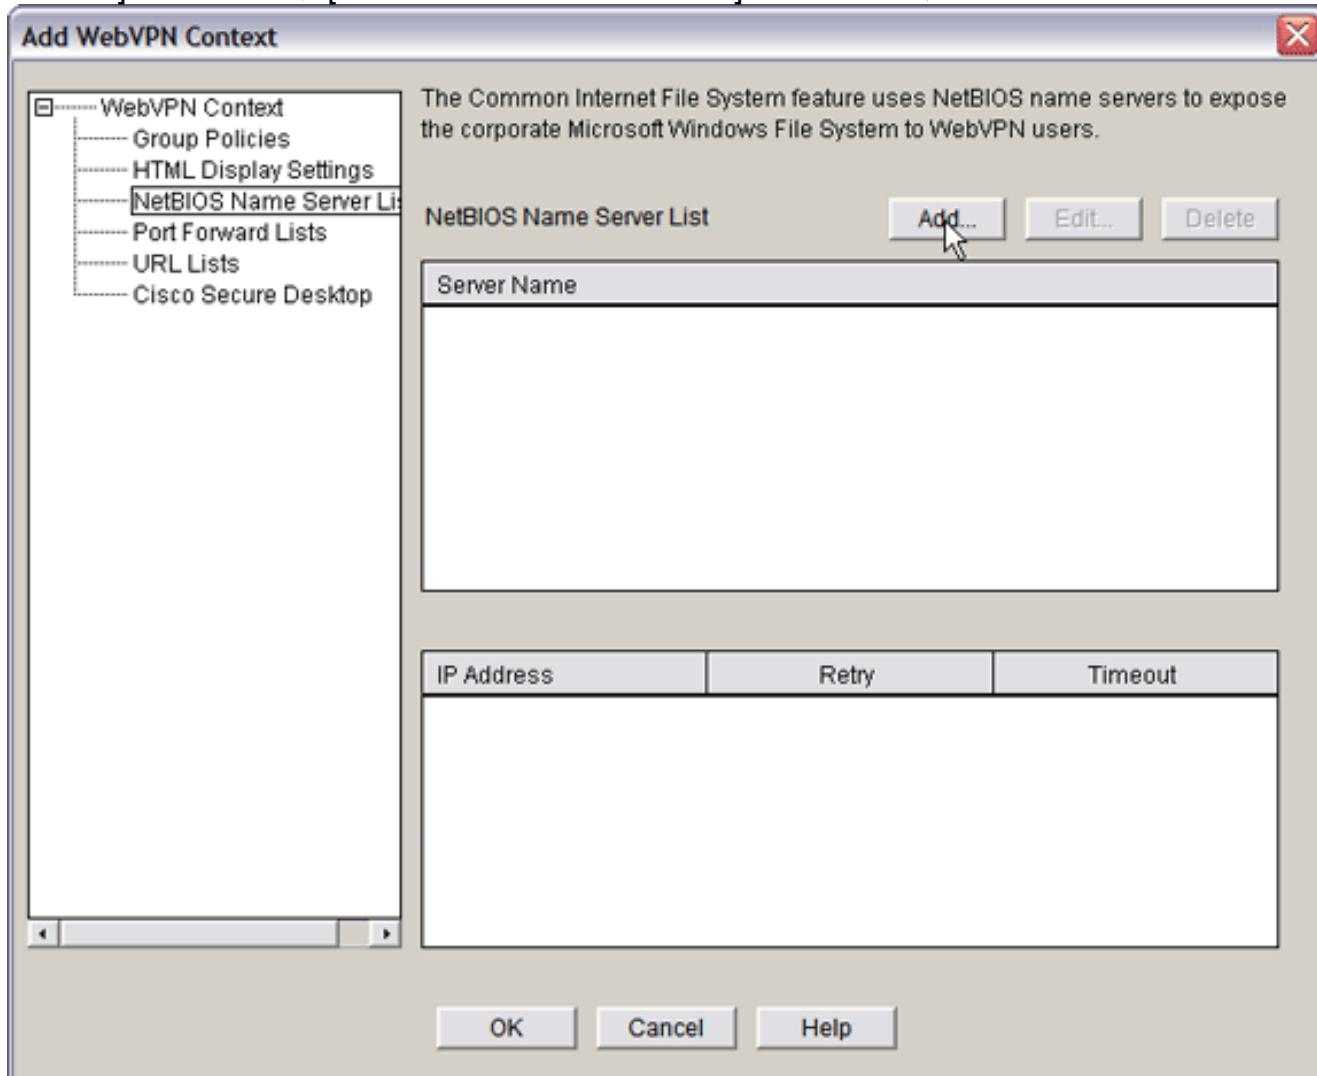 Add WebVPN Context
WebVPN Context
Group Policies
HTML Display Settings
NetBIOS Name Server Lis
Port Forward Lists
URL Lists
Cisco Secure Desktop
The Common Internet File System feature uses NetBIOS name servers to expose
the corporate Microsoft Windows File System to WebVPN users.
NetBIOS Name Server List
Add...
Edit...
Delete
Server Name
IP Address
Retry
Timeout
OK
Cancel
Help